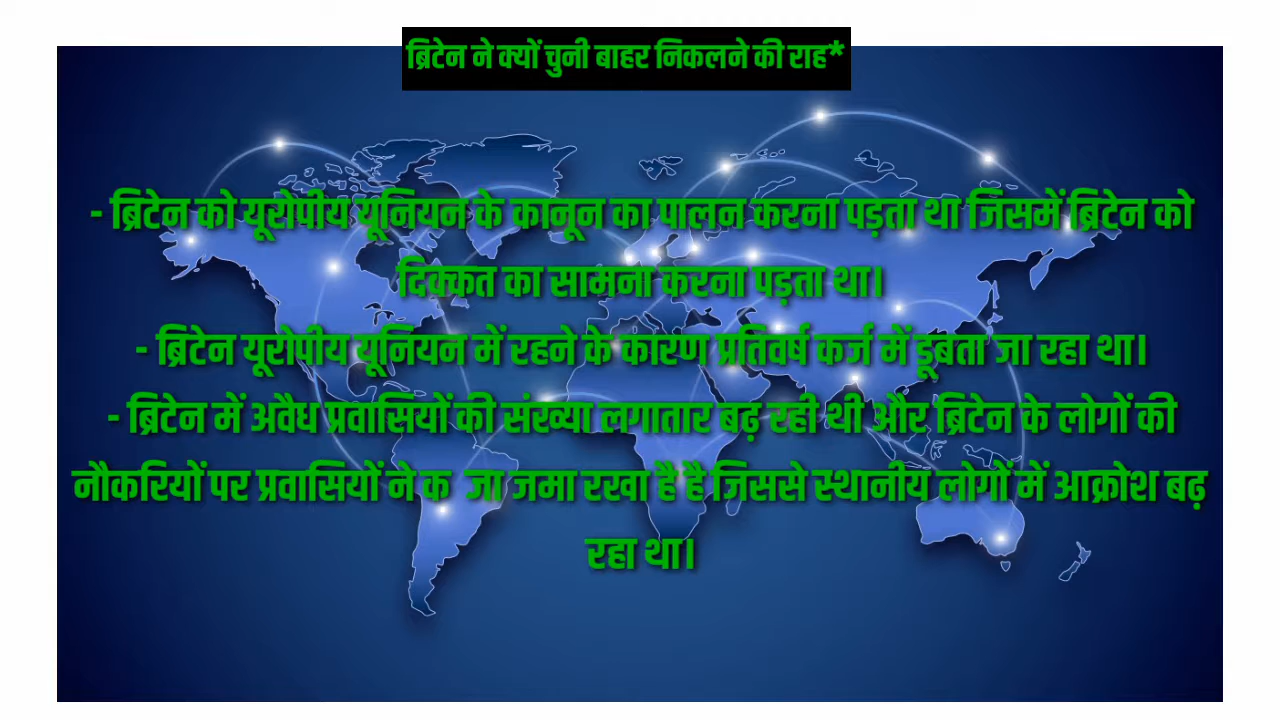 ब्रिटेन ने क्यों चुनी बाहर निकलने की राह*
- ब्रिटेन को यूरोपीय यूनियन के कानून का पालन करना पड़ता था जिसमें ब्रिटेन को
दिक्कत का सामना करना पड़ता था।
- ब्रिटेन यूरोपीय यूनियन में रहने के कारण प्रतिवर्ष कर्ज में डूबता जा रहा था।
- ब्रिटेन में अवैध प्रवासियों की संख्या लगातार बढ़ रही थी और ब्रिटेन के लोगों की
नौकरियों पर प्रवासियों ने क जा जमा रखा है है जिससे स्थानीय लोगों में आक्रोश बढ़
रहा था।